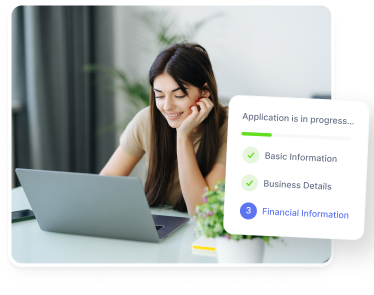 Application is in progress...
Basic Information
Business Details
3 Financial Information